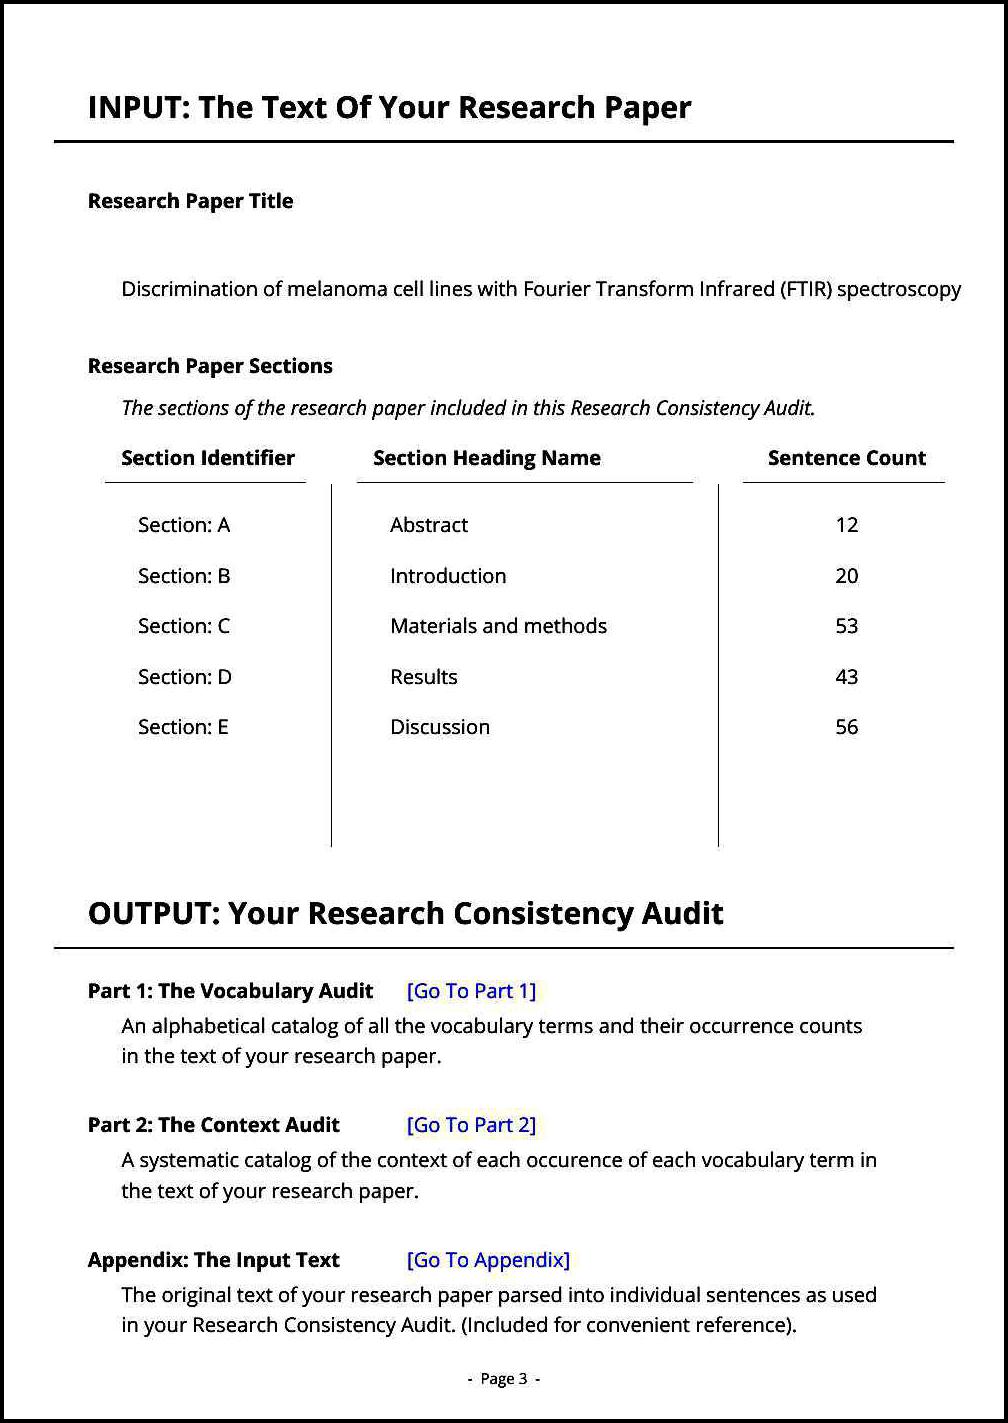 INPUT: The Text Of Your Research Paper
Research Paper Title
Discrimination of melanoma cell lines with Fourier Transform Infrared (FTIR) spectroscopy
Research Paper Sections
The sections of the research paper included in this Research Consistency Audit.
Section Identifier Section Heading Name Sentence Count
Section: A Abstract 12
Section: B Introduction 20
Section: C Materials and methods 53
Section: D Results 43
Section: E Discussion 56
OUTPUT: Your Research Consistency Audit
Part 1: The Vocabulary Audit [Go To Part 1]
An alphabetical catalog of all the vocabulary terms and their occurrence counts
in the text of your research paper.
Part 2: The Context Audit [Go To Part 2]
A systematic catalog of the context of each occurence of each vocabulary term in
the text of your research paper.
Appendix: The Input Text [Go To Appendix]
The original text of your research paper parsed into individual sentences as used
in your Research Consistency Audit. (Included for convenient reference).
- Page 3 -